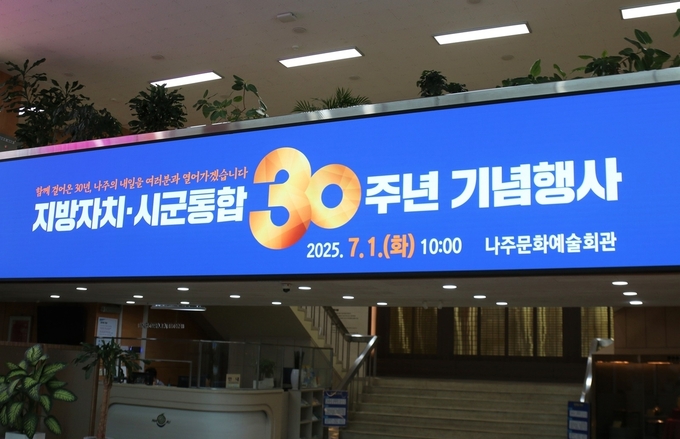 함께 걸어온 30년, 나주의 내일을 여러분과 열어가겠습니다
지방자치·시군통합 30주년 기념행사
2025. 7.1.(화) 10:00 나주문화예술회관